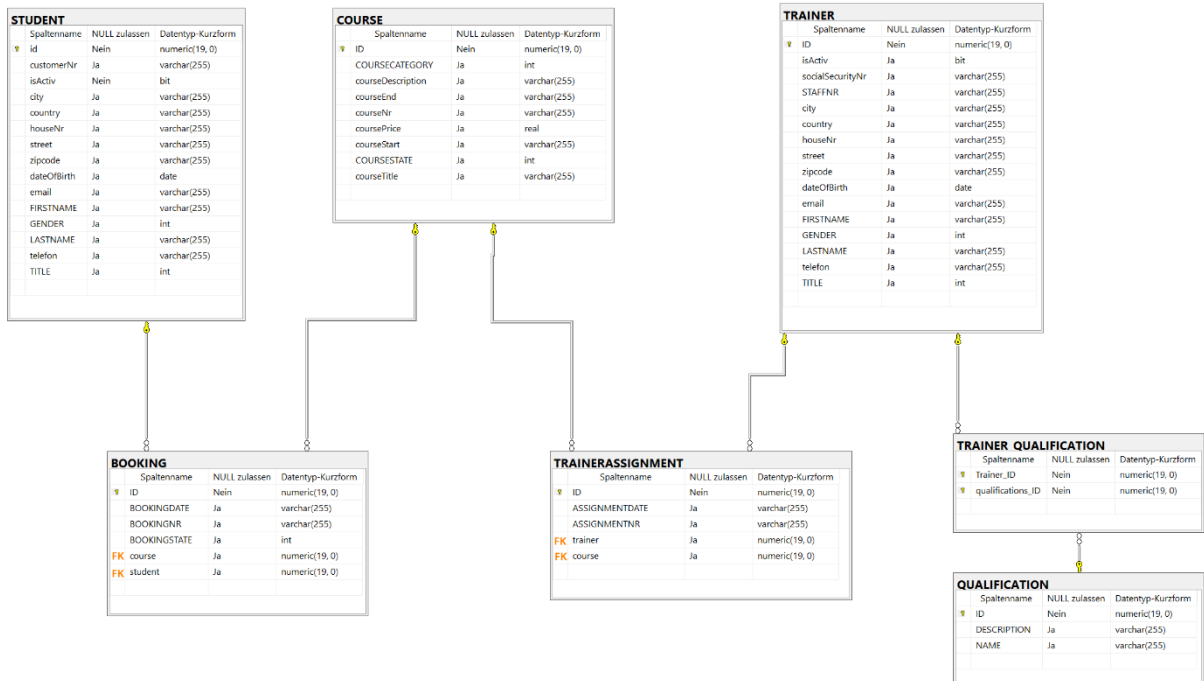 STUDENT
Spaltenname NULL zulassen Datentyp-Kurzform
id Nein numeric(19, 0)
customerNr Ja varchar(255)
isActiv Nein bit
city Ja varchar(255)
country Ja varchar(255)
houseNr Ja varchar(255)
street Ja varchar(255)
zipcode Ja varchar(255)
dateOfBirth Ja date
email Ja varchar(255)
FIRSTNAME Ja varchar(255)
GENDER Ja int
LASTNAME Ja varchar(255)
telefon Ja varchar(255)
TITLE Ja int
COURSE
Spaltenname NULL zulassen Datentyp-Kurzform
ID Nein numeric(19, 0)
COURSECATEGORY Ja int
courseDescription Ja varchar(255)
courseEnd Ja varchar(255)
courseNr Ja varchar(255)
coursePrice Ja real
courseStart Ja varchar(255)
COURSESTATE Ja int
courseTitle Ja varchar(255)
TRAINER
Spaltenname NULL zulassen Datentyp-Kurzform
ID Nein numeric(19, 0)
isActiv Ja bit
socialSecurityNr Ja varchar(255)
STAFFNR Ja varchar(255)
city Ja varchar(255)
country Ja varchar(255)
houseNr Ja varchar(255)
street Ja varchar(255)
zipcode Ja varchar(255)
dateOfBirth Ja date
email Ja varchar(255)
FIRSTNAME Ja varchar(255)
GENDER Ja int
LASTNAME Ja varchar(255)
telefon Ja varchar(255)
TITLE Ja int
BOOKING
Spaltenname NULL zulassen Datentyp-Kurzform
ID Nein numeric(19, 0)
BOOKINGDATE Ja varchar(255)
BOOKINGNR Ja varchar(255)
BOOKINGSTATE Ja int
FK course Ja numeric(19, 0)
FK student Ja numeric(19, 0)
TRAINERASSIGNMENT
Spaltenname NULL zulassen Datentyp-Kurzform
ID Nein numeric(19, 0)
ASSIGNMENTDATE Ja varchar(255)
ASSIGNMENTNR Ja varchar(255)
FK trainer Ja numeric(19, 0)
FK course Ja numeric(19, 0)
TRAINER QUALIFICATION
Spaltenname NULL zulassen Datentyp-Kurzform
Trainer_ID Nein numeric(19, 0)
qualifications_ID Nein numeric(19, 0)
QUALIFICATION
Spaltenname NULL zulassen Datentyp-Kurzform
ID Nein numeric(19, 0)
DESCRIPTION Ja varchar(255)
NAME Ja varchar(255)